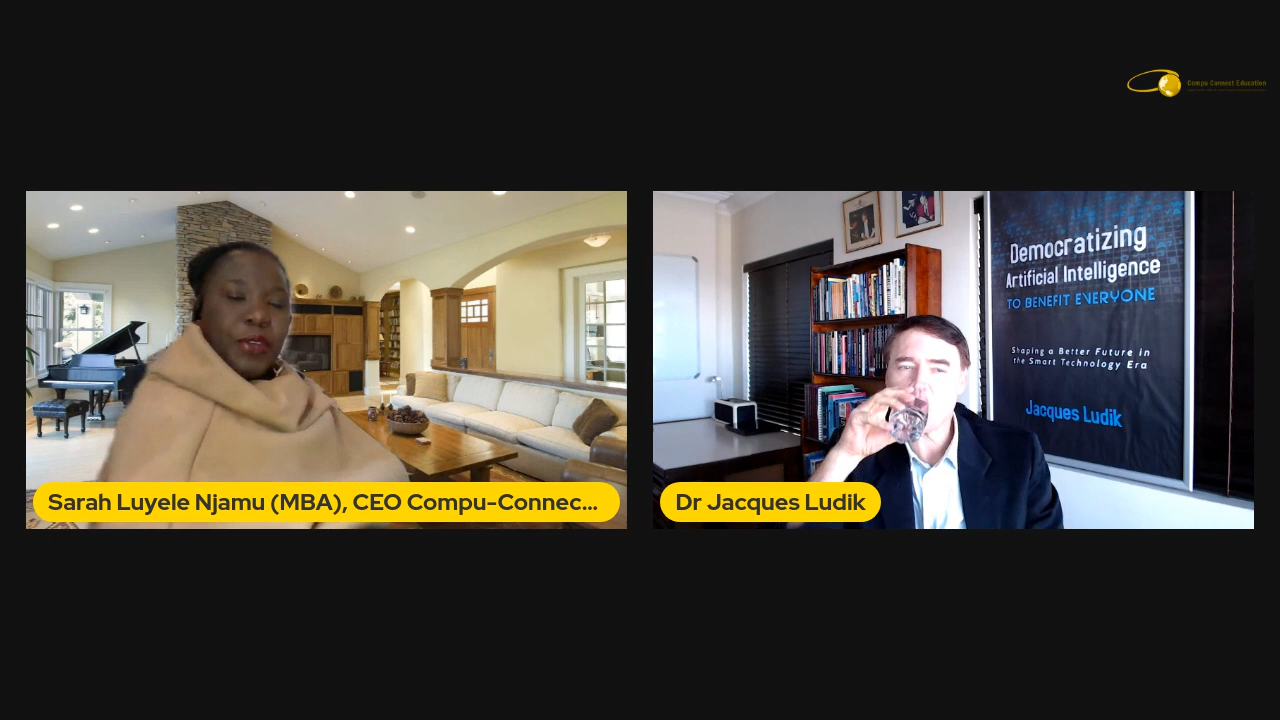 Compu Connect Education
Democratizing
Artificial Intelligence
TO BENEFIT EVERYONE
Shaping a Better Future in
the Smart Technology Era
Jacques Ludik
Sarah Luyele Njamu (MBA), CEO Compu-Connec...
Dr Jacques Ludik